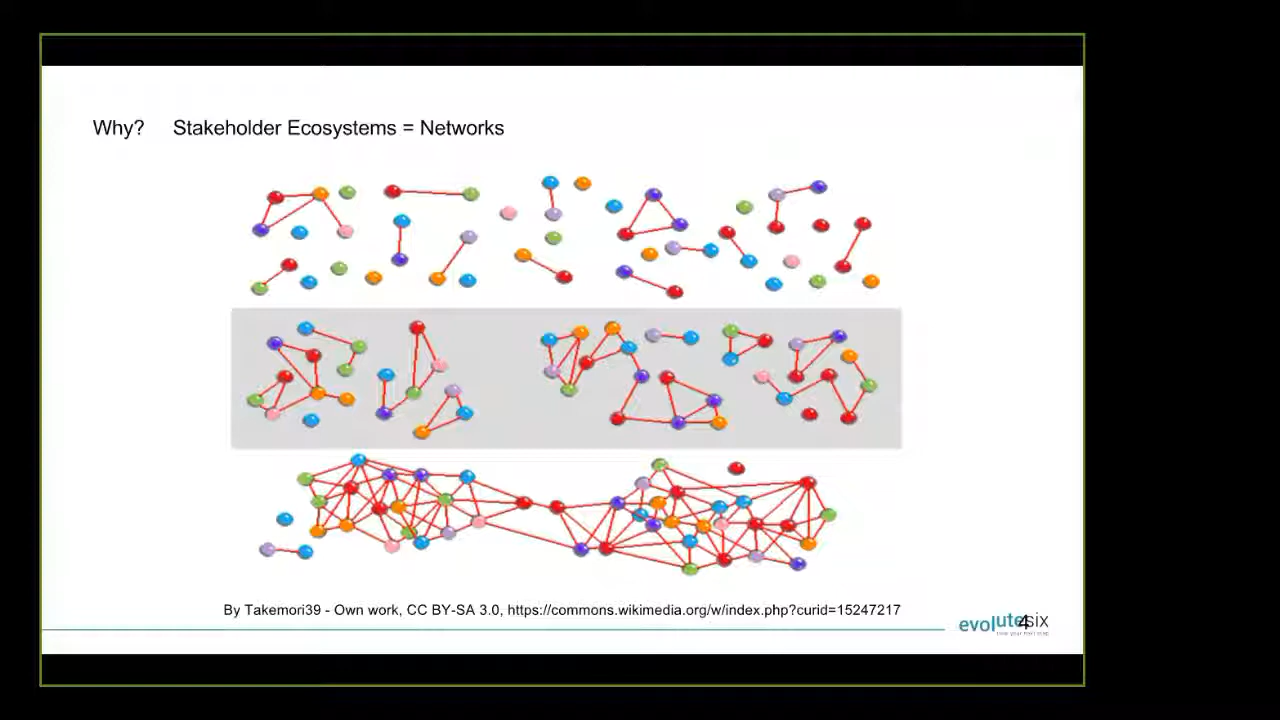 Why? Stakeholder Ecosystems = Networks
By Takemori39 - Own work, CC BY-SA 3.0, https://commons.wikimedia.org/w/index.php?curid=15247217
evolutesix
4